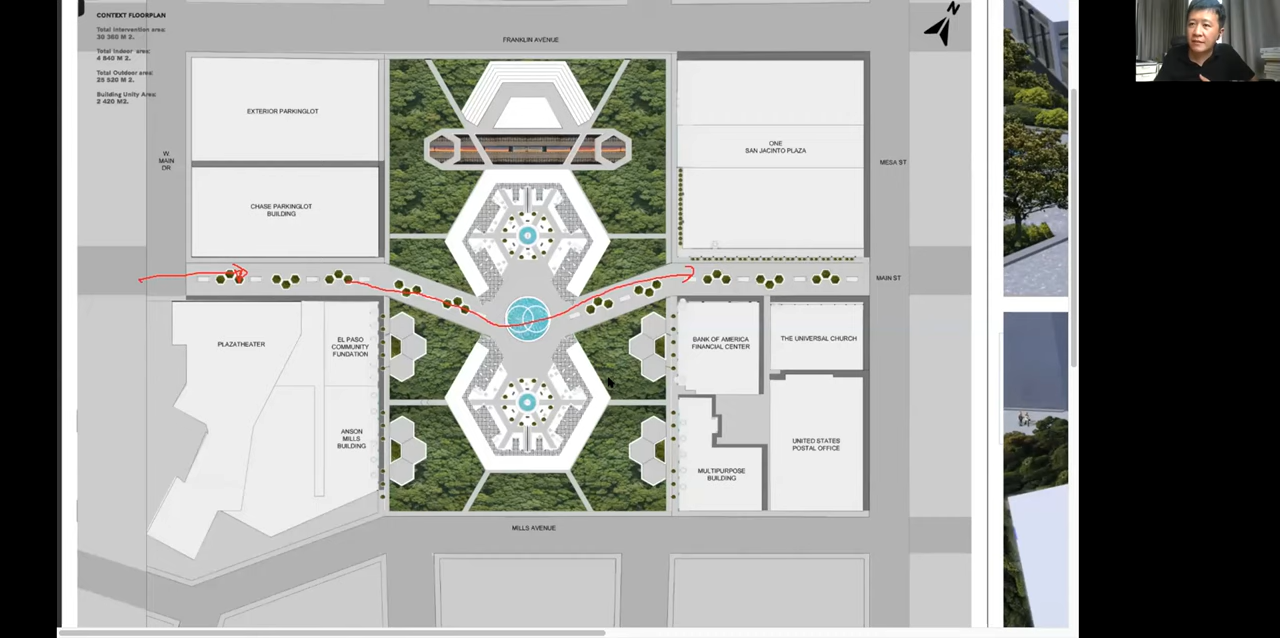 CONTEXT FLOORPLAN
Total Intervention area:
30 360 M 2.
Total Indoor area:
4 840 M 2.
Total Outdoor area:
25 520 M 2.
Building Unity Area:
2 420 M2.
N
FRANKLIN AVENUE
EXTERIOR PARKINGLOT
ONE
SAN JACINTO PLAZA
W.
MAIN
DR
MESA ST
CHASE PARKINGLOT
BUILDING
MAIN ST
PLAZATHEATER
EL PASO
COMMUNITY
FUNDATION
BANK OF AMERICA
FINANCIAL CENTER
THE UNIVERSAL CHURCH
ANSON
MILLS
BUILDING
UNITED STATES
POSTAL OFFICE
MULTIPURPOSE
BUILDING
MILLS AVENUE